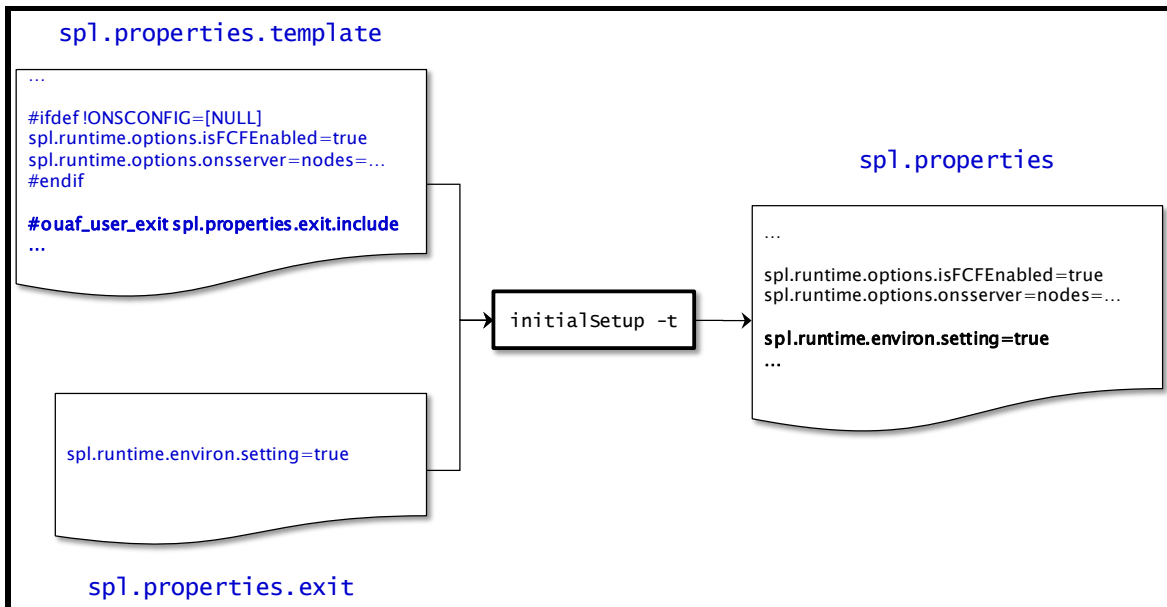 spl.properties.template
...
#ifdef !ONSCONFIG=[NULL]
spl.runtime.options.isFCFEnabled=true
spl.runtime.options.onsserver=nodes=...
#endif
#ouaf_user_exit spl.properties.exit.include
...
spl.runtime.environ.setting=true
spl.properties.exit
initialSetup -t
spl.properties
...
spl.runtime.options.isFCFEnabled=true
spl.runtime.options.onsserver=nodes=...
spl.runtime.environ.setting=true
...